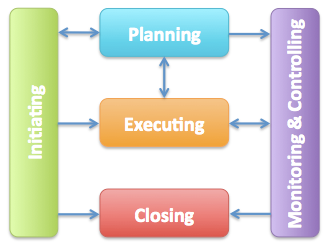 Initiating
Planning
Executing
Closing
Monitoring & Controlling